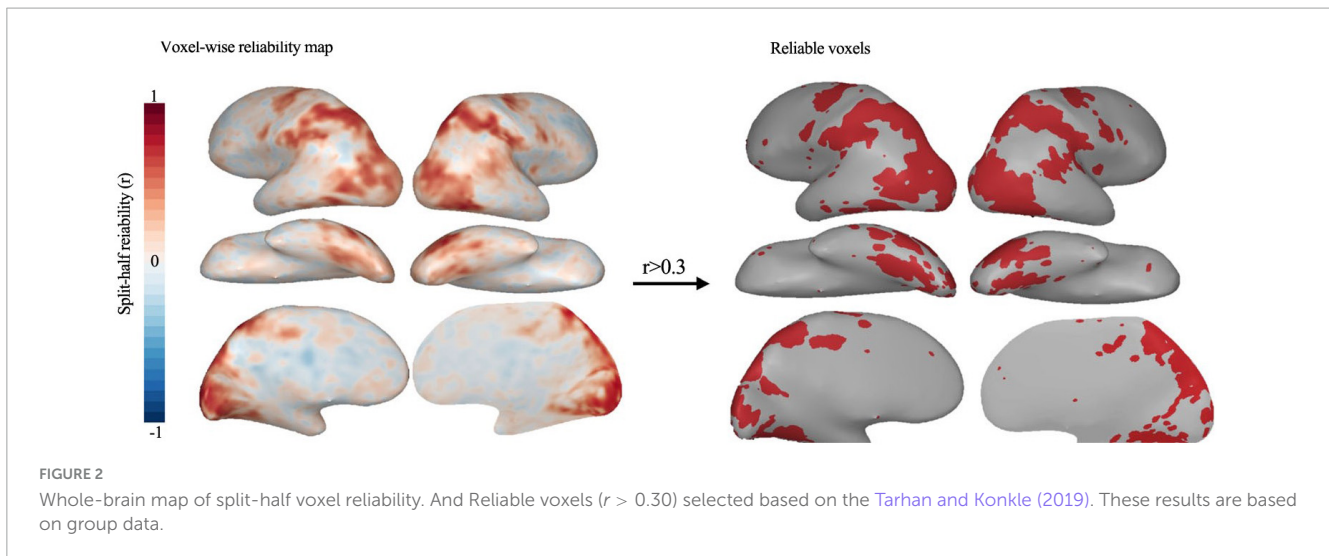 Voxel-wise reliability map
Reliable voxels
1
0
-1
Split-half reiability (r)
r>0.3
FIGURE 2
Whole-brain map of split-half voxel reliability. And Reliable voxels (r > 0.30) selected based on the Tarhan and Konkle (2019). These results are based
on group data.